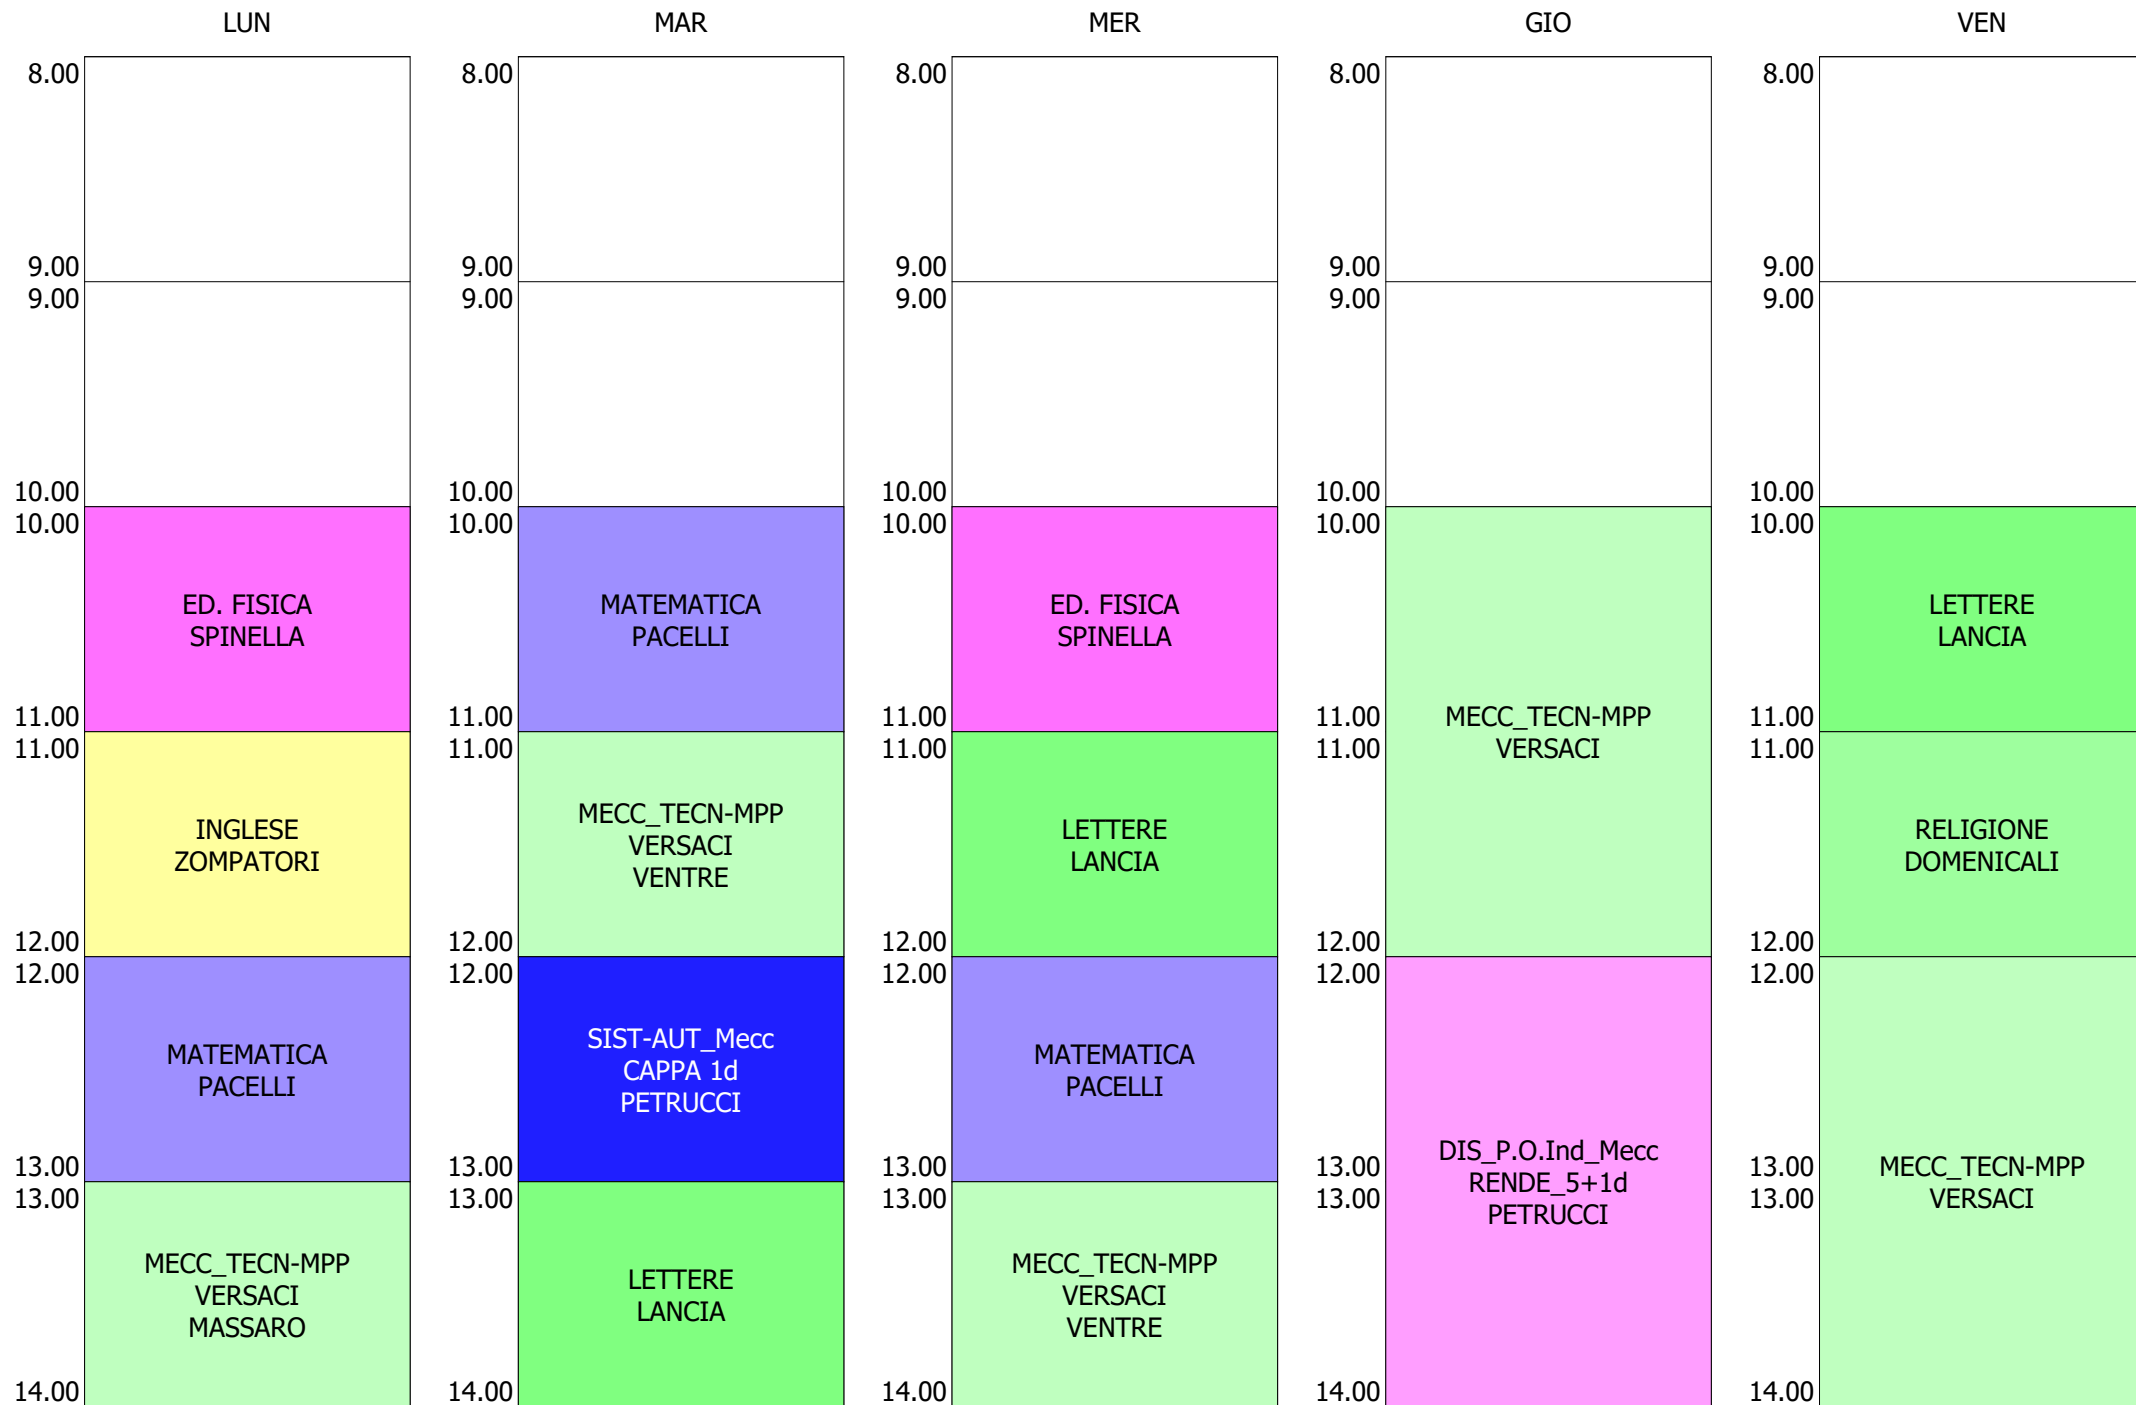 LUN
8.00
9.00
9.00
10.00
10.00
ED. FISICA
SPINELLA
11.00
11.00
INGLESE
ZOMPATORI
12.00
12.00
MATEMATICA
PACELLI
13.00
13.00
MECC_TECN-MPP
VERSACI
MASSARO
14.00
MAR
8.00
9.00
9.00
10.00
10.00
MATEMATICA
PACELLI
11.00
11.00
MECC_TECN-MPP
VERSACI
VENTRE
12.00
12.00
SIST-AUT_Mecc
CAPPA 1d
PETRUCCI
13.00
13.00
LETTERE
LANCIA
14.00
MER
8.00
9.00
9.00
10.00
10.00
ED. FISICA
SPINELLA
11.00
11.00
LETTERE
LANCIA
12.00
12.00
MATEMATICA
PACELLI
13.00
13.00
MECC_TECN-MPP
VERSACI
VENTRE
14.00
GIO
8.00
9.00
9.00
10.00
10.00
11.00
11.00
MECC_TECN-MPP
VERSACI
12.00
12.00
13.00
13.00
DIS_P.O.Ind_Mecc
RENDE_5+1d
PETRUCCI
14.00
VEN
8.00
9.00
9.00
10.00
10.00
LETTERE
LANCIA
11.00
11.00
RELIGIONE
DOMENICALI
12.00
12.00
13.00
13.00
MECC_TECN-MPP
VERSACI
14.00